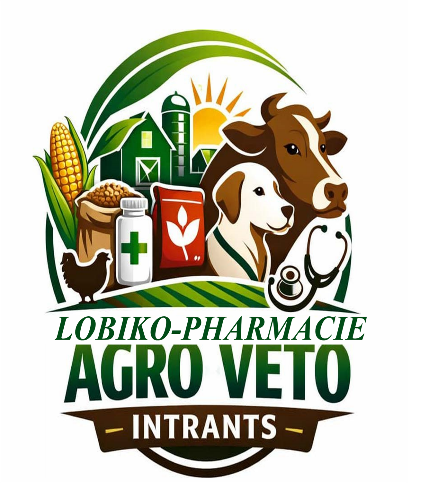 LOBIKO-PHARMACIE
AGRO VETO
- INTRANTS -